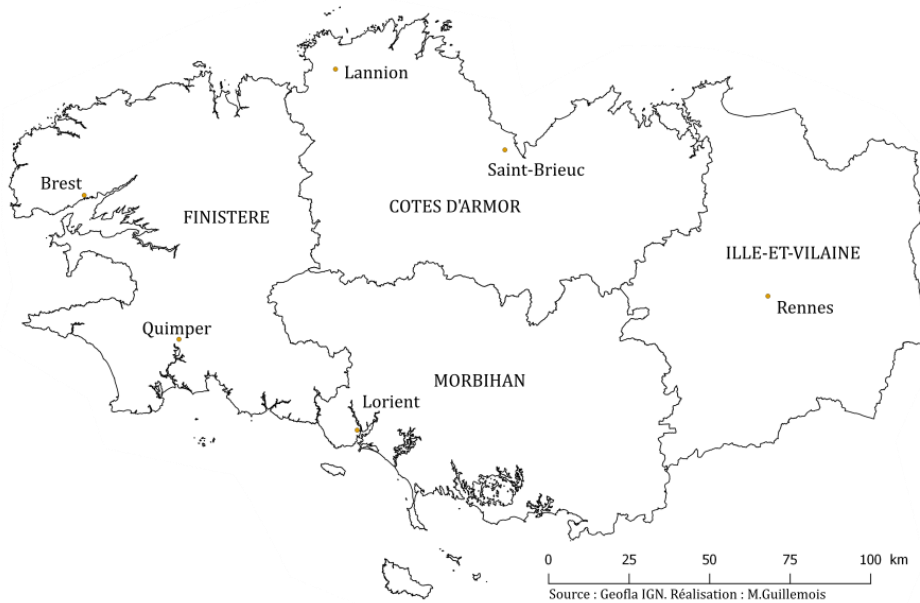 Lannion
Saint-Brieuc
Brest
COTES D'ARMOR
FINISTERE
ILLE-ET-VILAINE
Rennes
Quimper
MORBIHAN
Lorient
0 25 50 75 100 km
Source : Geofla IGN. Réalisation : M.Guillemois